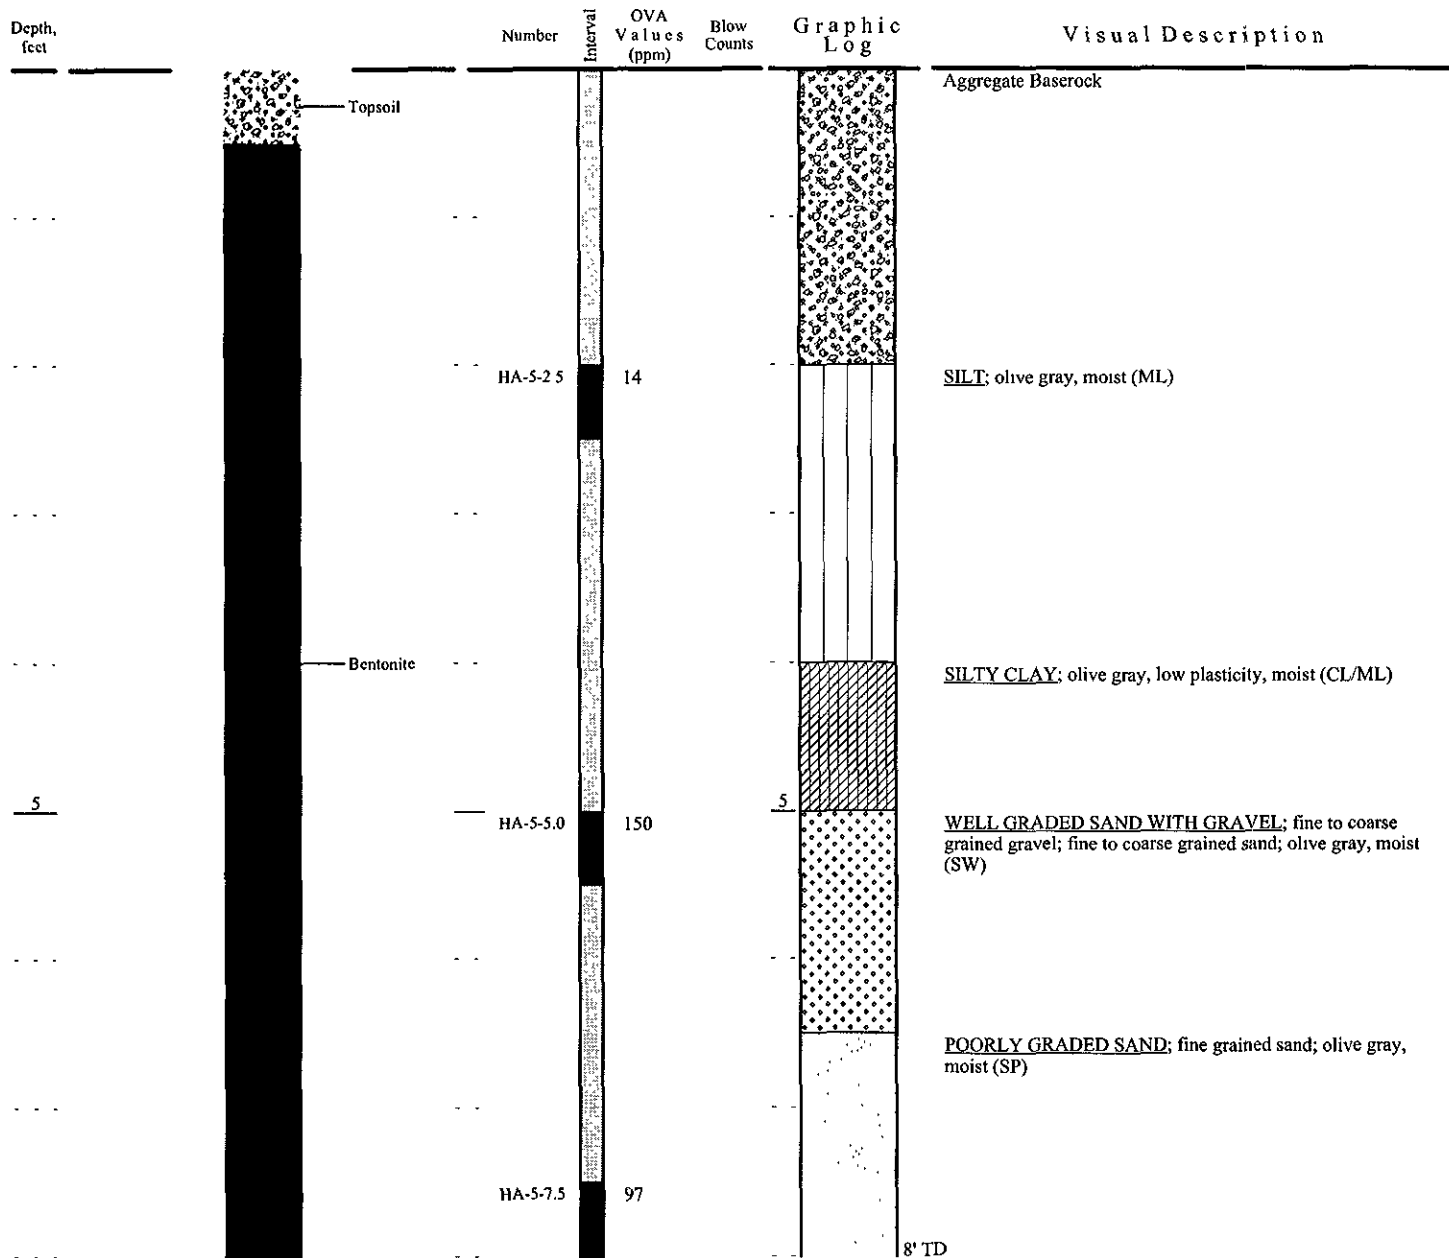 Depth, feet
Number
Interval
OVA Values (ppm)
Blow Counts
Graphic Log
Visual Description
Aggregate Baserock
Topsoil
HA-5-2 5
14
SILT; olive gray, moist (ML)
Bentonite
SILTY CLAY; olive gray, low plasticity, moist (CL/ML)
5
5
HA-5-5.0
150
WELL GRADED SAND WITH GRAVEL; fine to coarse
grained gravel; fine to coarse grained sand; olive gray, moist
(SW)
POORLY GRADED SAND; fine grained sand; olive gray,
moist (SP)
HA-5-7.5
97
8' TD